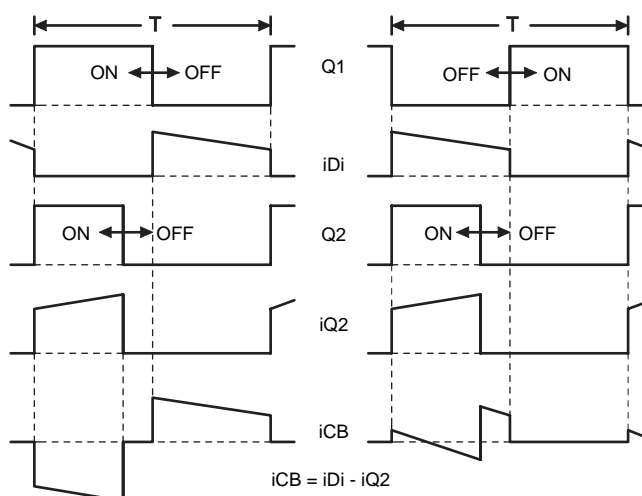 T T
ON OFF Q1 OFF ON
iDi
Q2
ON OFF ON OFF
iQ2
iCB
iCB = iDi - iQ2